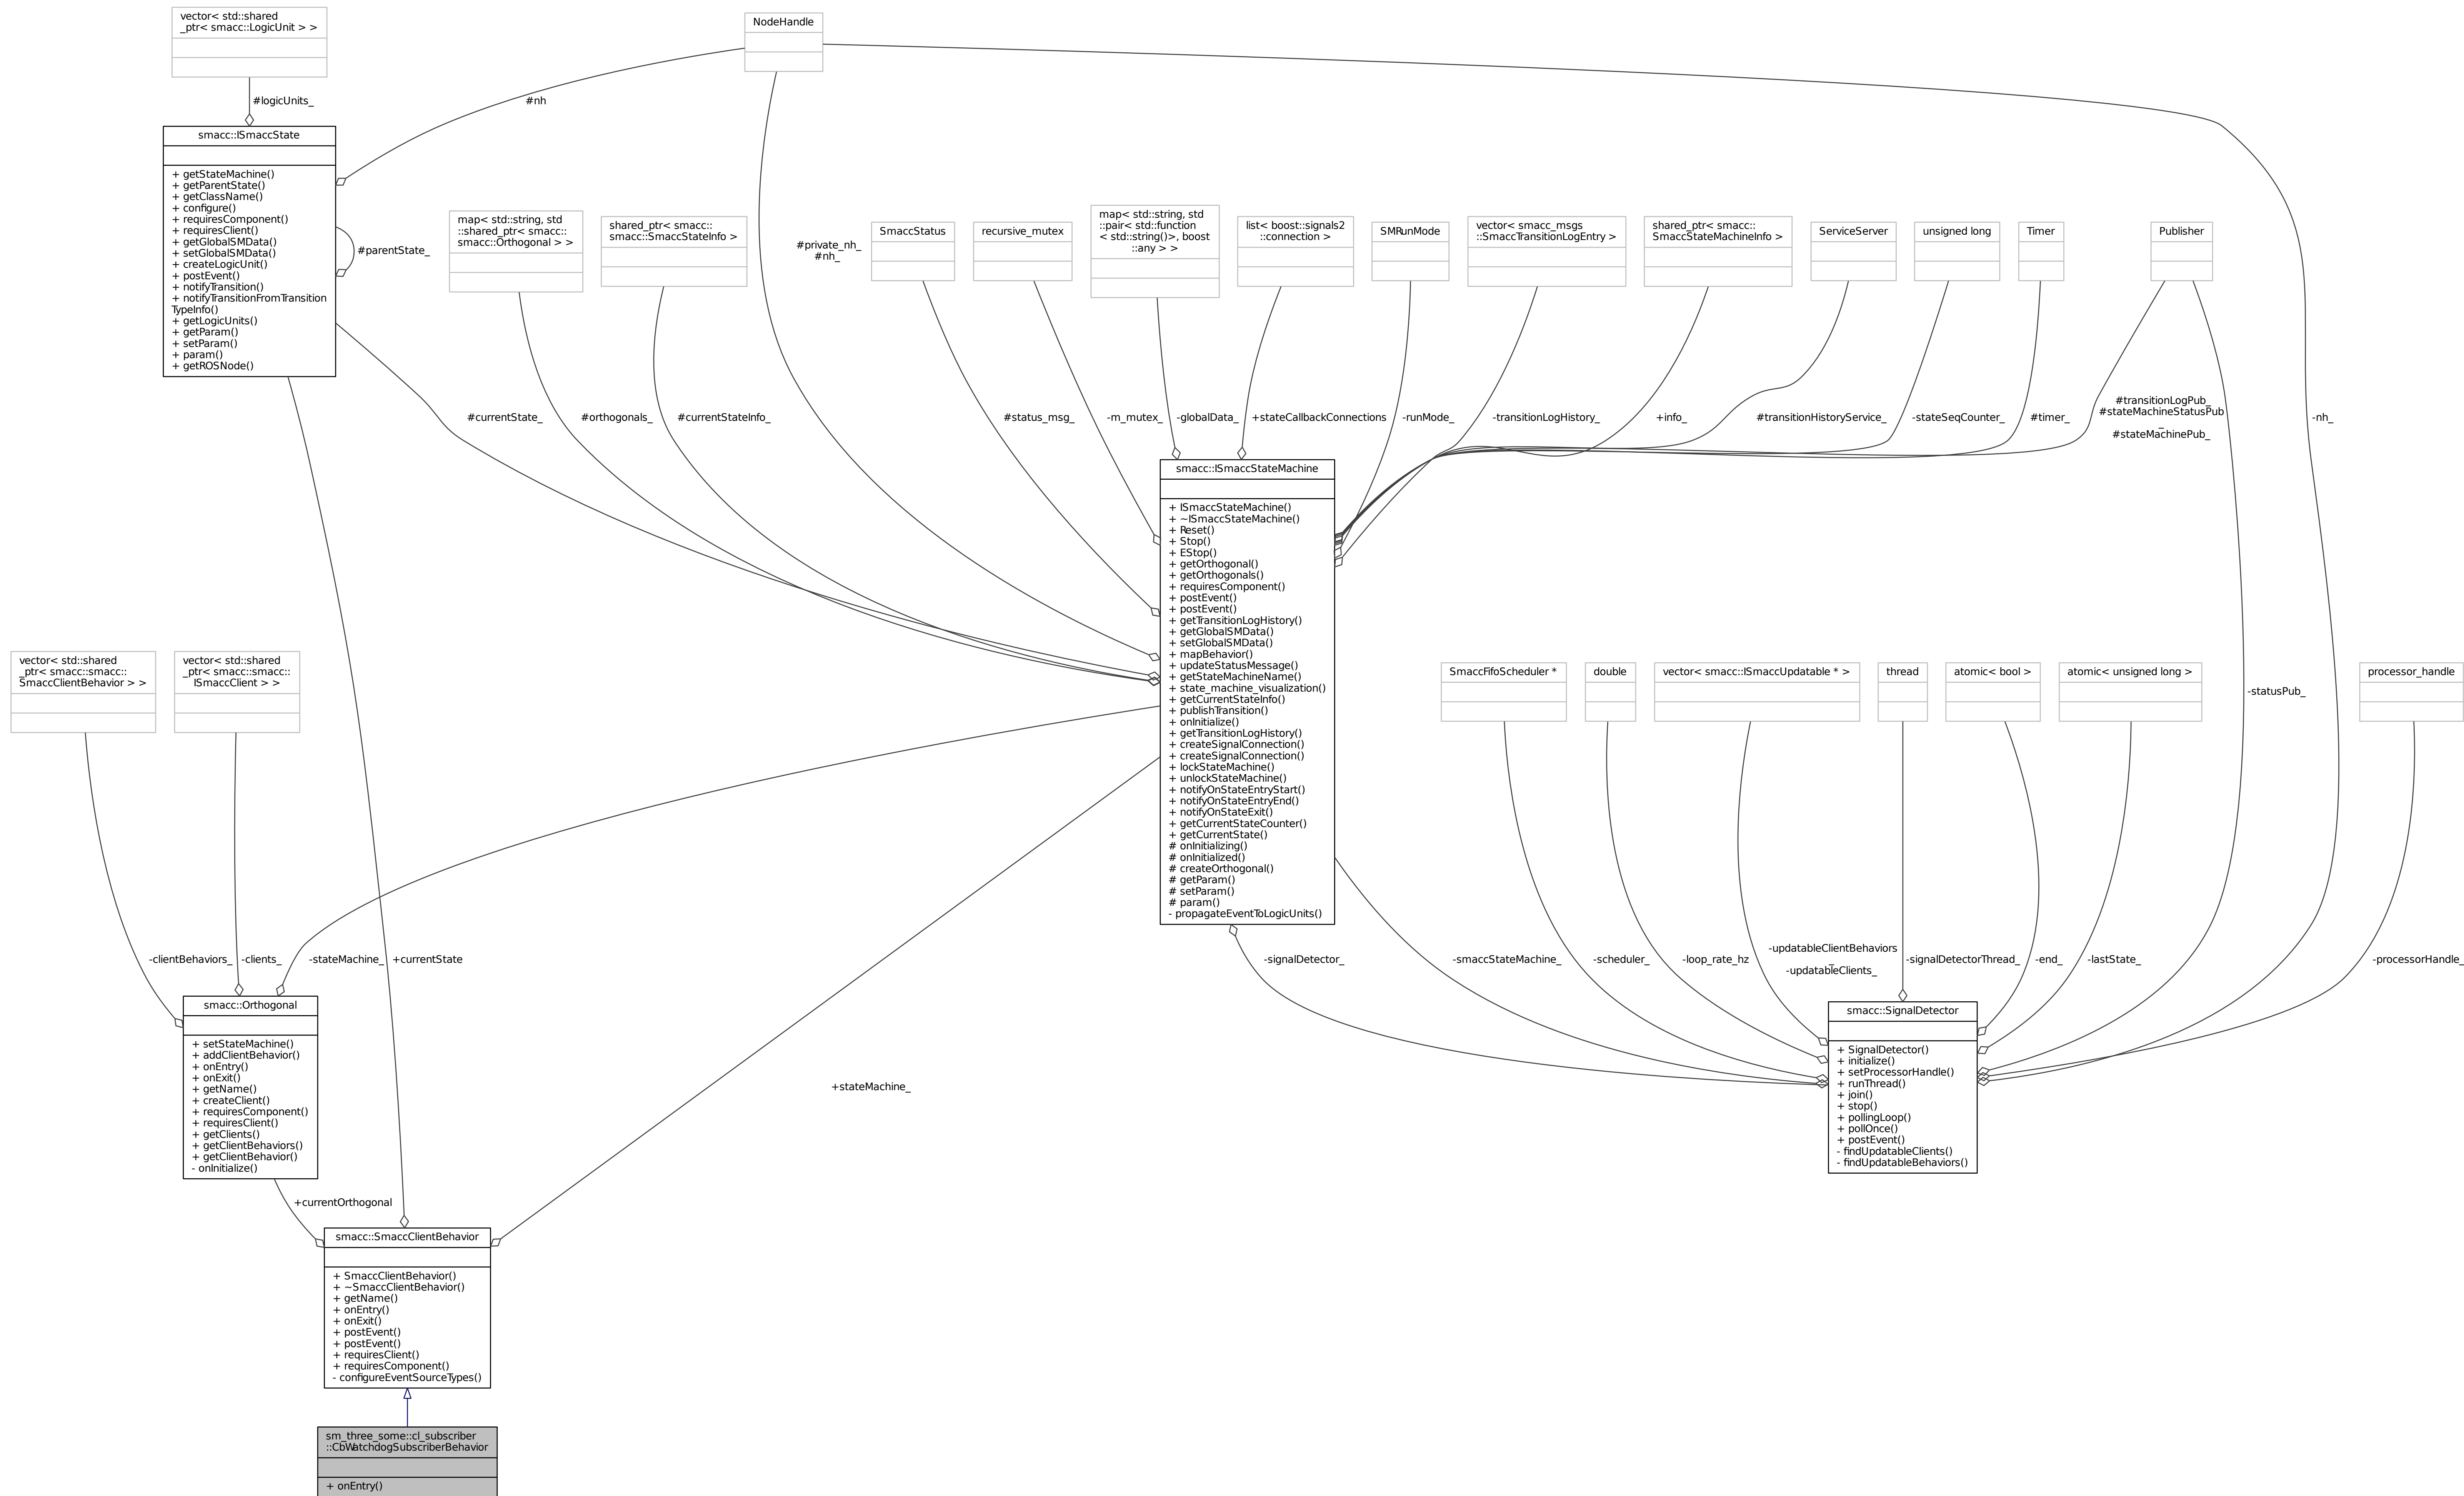 vector< std::shared
_ptr< smacc::LogicUnit > >
NodeHandle
#logicUnits_
#nh
smacc::ISmaccState
+ getStateMachine()
+ getParentState()
+ getClassName()
+ configure()
+ requiresComponent()
+ requiresClient()
+ getGlobalSMData()
+ setGlobalSMData()
+ createLogicUnit()
+ postEvent()
+ notifyTransition()
+ notifyTransitionFromTransition
TypeInfo()
+ getLogicUnits()
+ getParam()
+ setParam()
+ param()
+ getROSNode()
#parentState_
map< std::string, std
::shared_ptr< smacc::
smacc::Orthogonal > >
shared_ptr< smacc::
smacc::SmaccStateInfo >
#private_nh_
#nh_
SmaccStatus
recursive_mutex
map< std::string, std
::pair< std::function
< std::string()>, boost
::any > >
list< boost::signals2
::connection >
SMRunMode
vector< smacc_msgs
::SmaccTransitionLogEntry >
shared_ptr< smacc::
SmaccStateMachineInfo >
ServiceServer
unsigned long
Timer
Publisher
#currentState_
#orthogonals_
#currentStateInfo_
#status_msg_
-m_mutex_
-globalData_
+stateCallbackConnections
-runMode_
-transitionLogHistory_
+info_
#transitionHistoryService_
-stateSeqCounter_
#timer_
#transitionLogPub_
#stateMachineStatusPub
_
#stateMachinePub_
-nh_
smacc::ISmaccStateMachine
+ ISmaccStateMachine()
+ ~ISmaccStateMachine()
+ Reset()
+ Stop()
+ EStop()
+ getOrthogonal()
+ getOrthogonals()
+ requiresComponent()
+ postEvent()
+ postEvent()
+ getTransitionLogHistory()
+ getGlobalSMData()
+ setGlobalSMData()
+ mapBehavior()
+ updateStatusMessage()
+ getStateMachineName()
+ state_machine_visualization()
+ getCurrentStateInfo()
+ publishTransition()
+ onInitialize()
+ getTransitionLogHistory()
+ createSignalConnection()
+ createSignalConnection()
+ lockStateMachine()
+ unlockStateMachine()
+ notifyOnStateEntryStart()
+ notifyOnStateEntryEnd()
+ notifyOnStateExit()
+ getCurrentStateCounter()
+ getCurrentState()
# onInitializing()
# onInitialized()
# createOrthogonal()
# getParam()
# setParam()
# param()
- propagateEventToLogicUnits()
vector< std::shared
_ptr< smacc::smacc::
SmaccClientBehavior > >
vector< std::shared
_ptr< smacc::smacc::
ISmaccClient > >
SmaccFifoScheduler *
double
vector< smacc::ISmaccUpdatable * >
thread
atomic< bool >
atomic< unsigned long >
-statusPub_
processor_handle
-clientBehaviors_
-clients_
-stateMachine_
+currentState
-signalDetector_
-smaccStateMachine_
-scheduler_
-loop_rate_hz
-updatableClientBehaviors
_
-updatableClients_
-signalDetectorThread_
-end_
-lastState_
-processorHandle_
smacc::Orthogonal
+ setStateMachine()
+ addClientBehavior()
+ onEntry()
+ onExit()
+ getName()
+ createClient()
+ requiresComponent()
+ requiresClient()
+ getClients()
+ getClientBehaviors()
+ getClientBehavior()
- onInitialize()
smacc::SignalDetector
+ SignalDetector()
+ initialize()
+ setProcessorHandle()
+ runThread()
+ join()
+ stop()
+ pollingLoop()
+ pollOnce()
+ postEvent()
- findUpdatableClients()
- findUpdatableBehaviors()
+stateMachine_
+currentOrthogonal
smacc::SmaccClientBehavior
+ SmaccClientBehavior()
+ ~SmaccClientBehavior()
+ getName()
+ onEntry()
+ onExit()
+ postEvent()
+ postEvent()
+ requiresClient()
+ requiresComponent()
- configureEventSourceTypes()
sm_three_some::cl_subscriber
::CbWatchdogSubscriberBehavior
+ onEntry()